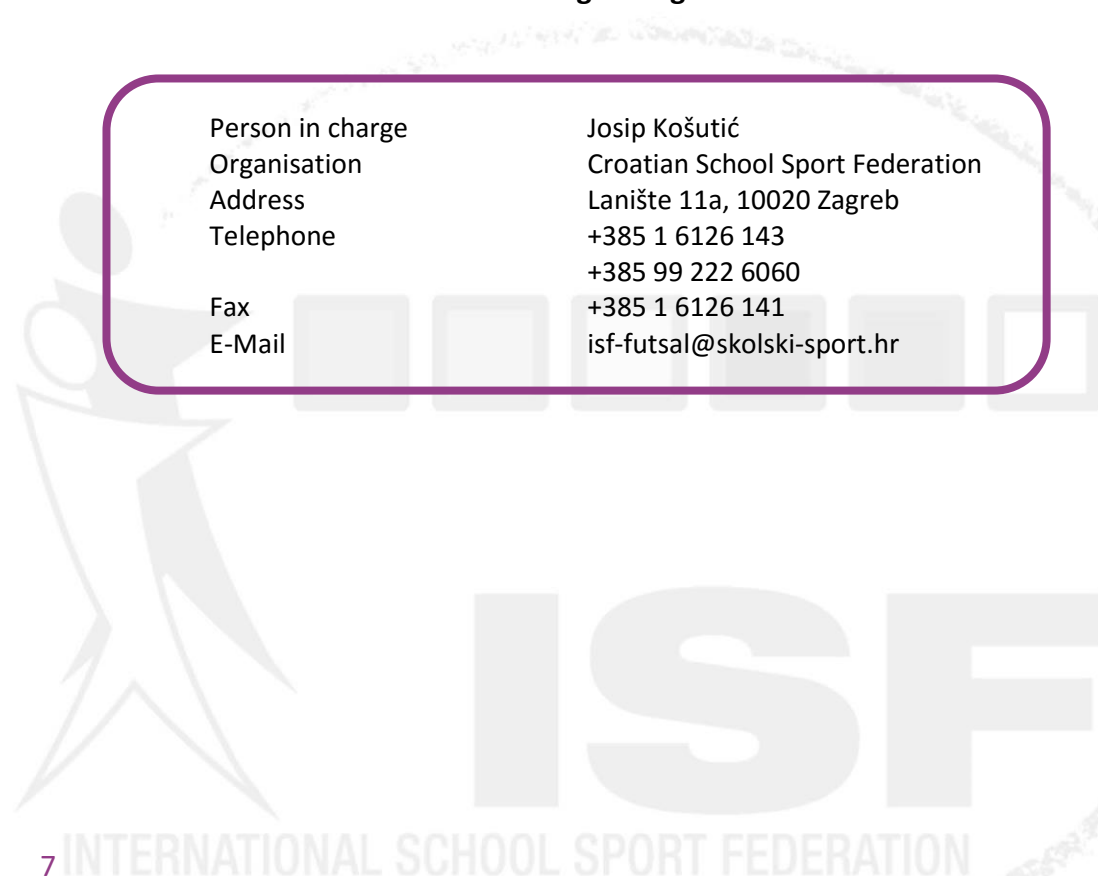 Person in charge Josip Košutić
Organisation Croatian School Sport Federation
Address Lanište 11a, 10020 Zagreb
Telephone +385 1 6126 143
+385 99 222 6060
Fax +385 1 6126 141
E-Mail isf-futsal@skolski-sport.hr
ISF
INTERNATIONAL SCHOOL SPORT FEDERATION
7